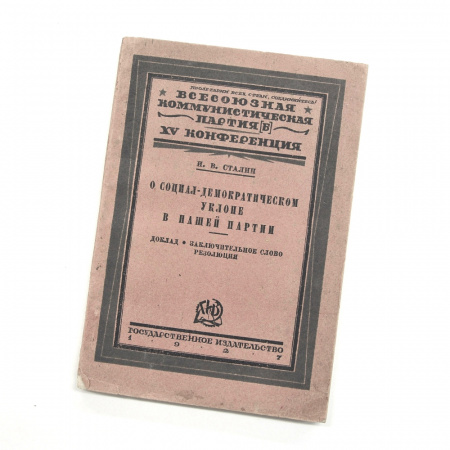 ПРОЛЕТАРИИ ВСЕХ СТРАН, СОЕДИНЯЙТЕСЬ!
ВСЕСОЮЗНАЯ
КОММУНИСТИЧЕСКАЯ
ПАРТИЯ [Б]
XV КОНФЕРЕНЦИЯ
И. В. СТАЛИН
О СОЦИАЛ-ДЕМОКРАТИЧЕСКОМ
УКЛОНЕ
В НАШЕЙ ПАРТИИ
ДОКЛАД • ЗАКЛЮЧИТЕЛЬНОЕ СЛОВО
РЕЗОЛЮЦИИ
ГОСУДАРСТВЕННОЕ ИЗДАТЕЛЬСТВО
1 9 2 7